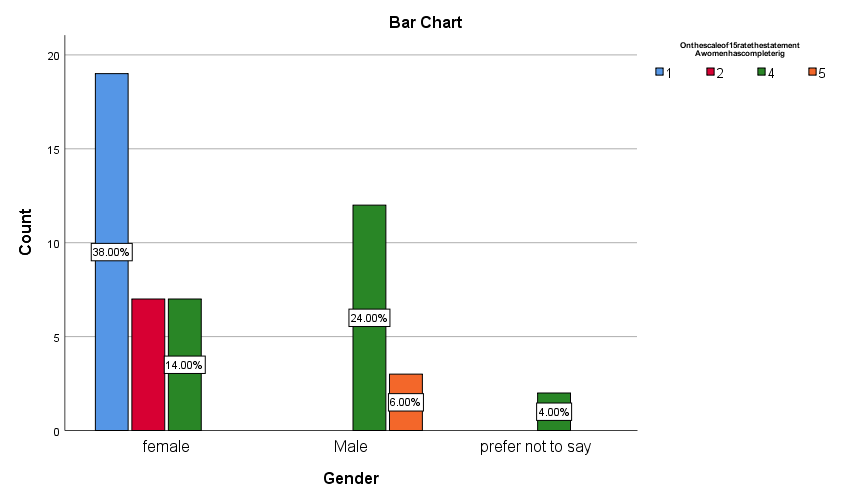 Bar Chart
Onthescaleof15ratethestatement
Awomenhascompleterig
1 2 4 5
20
15
10
5
0
Count
38.00%
14.00%
24.00%
6.00%
4.00%
female Male prefer not to say
Gender